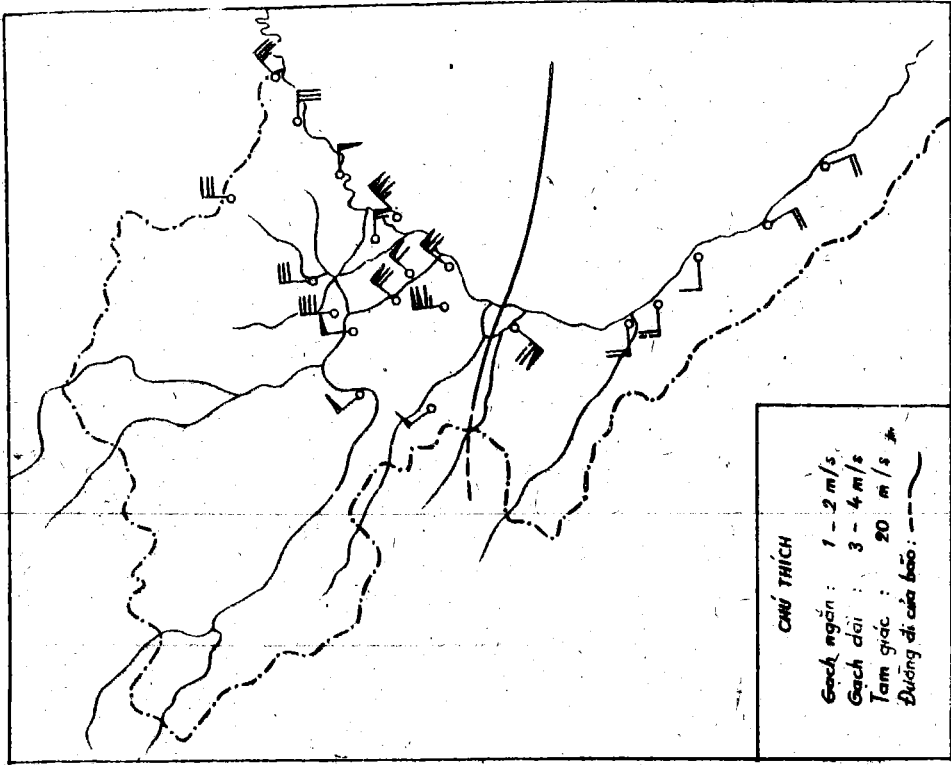 CHÚ THÍCH
Gạch ngắn : 1 - 2 m/s
Gạch dài : 3 - 4 m/s
Tam giác : 20 m/s
Đường đi của bão :